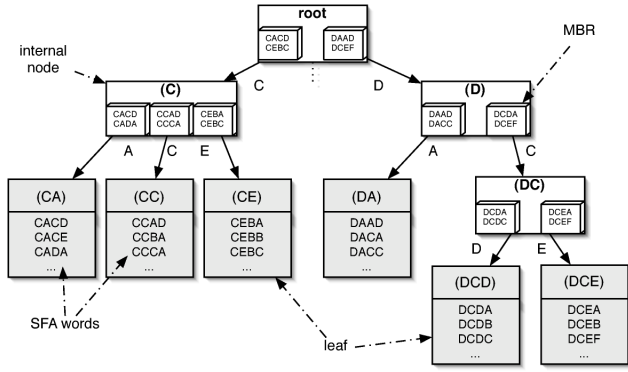 root
CACD
CEBC
DAAD
DCEF
MBR
internal
node
C
D
(C)
CACD
CADA
CCAD
CCCA
CEBA
CEBC
(D)
DAAD
DACC
DCDA
DCEF
A
C
E
A
C
(CA)
CACD
CACE
CADA
...
(CC)
CCAD
CCBA
CCCA
...
(CE)
CEBA
CEBB
CEBC
...
(DA)
DAAD
DACA
DACC
...
(DC)
DCDA
DCDC
DCEA
DCEF
D
E
(DCD)
DCDA
DCDB
DCDC
...
(DCE)
DCEA
DCEB
DCEF
...
SFA words
leaf